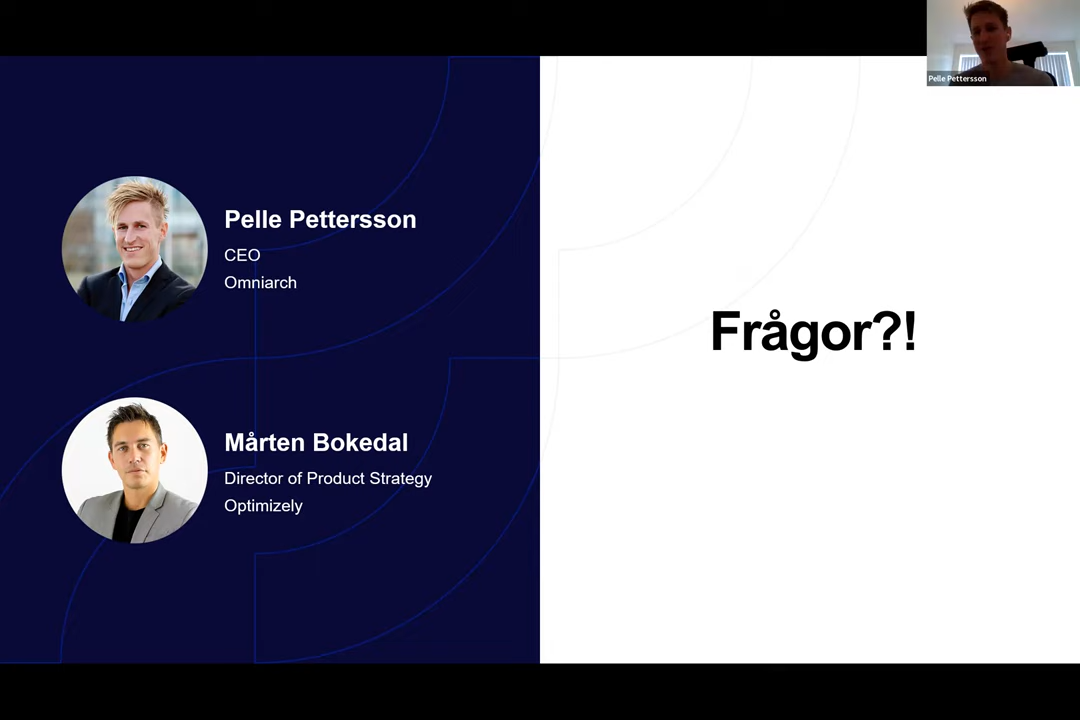 Pelle Pettersson
Pelle Pettersson
CEO
Omniarch
Mårten Bokedal
Director of Product Strategy
Optimizely
Frågor?!